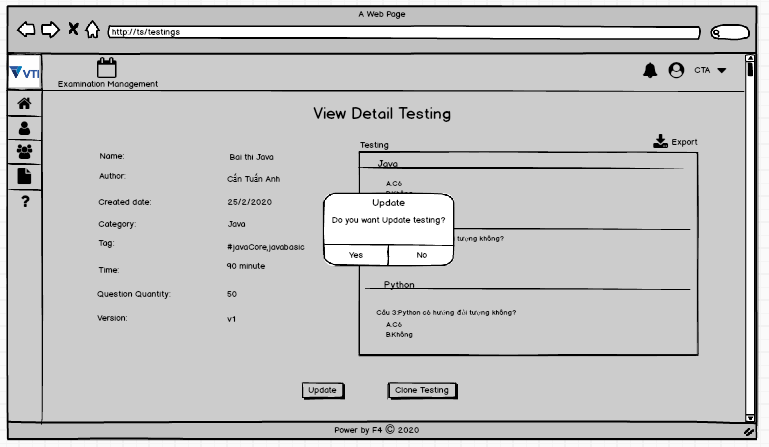 A Web Page
http://ts/testings
VTI
Examination Management
CTA
View Detail Testing
Testing
Export
Name: Bai thi Java
Author: Cấn Tuấn Anh
Created date: 25/2/2020
Category: Java
Tag: #javaCore,javabasic
Time: 90 minute
Question Quantity: 50
Version: v1
Java
A.Có
B.Không
tượng không?
Python
Câu 3:Python có hướng đối tượng không?
A.Có
B.Không
Update
Do you want Update testing?
Yes
No
Update
Clone Testing
Power by F4 © 2020